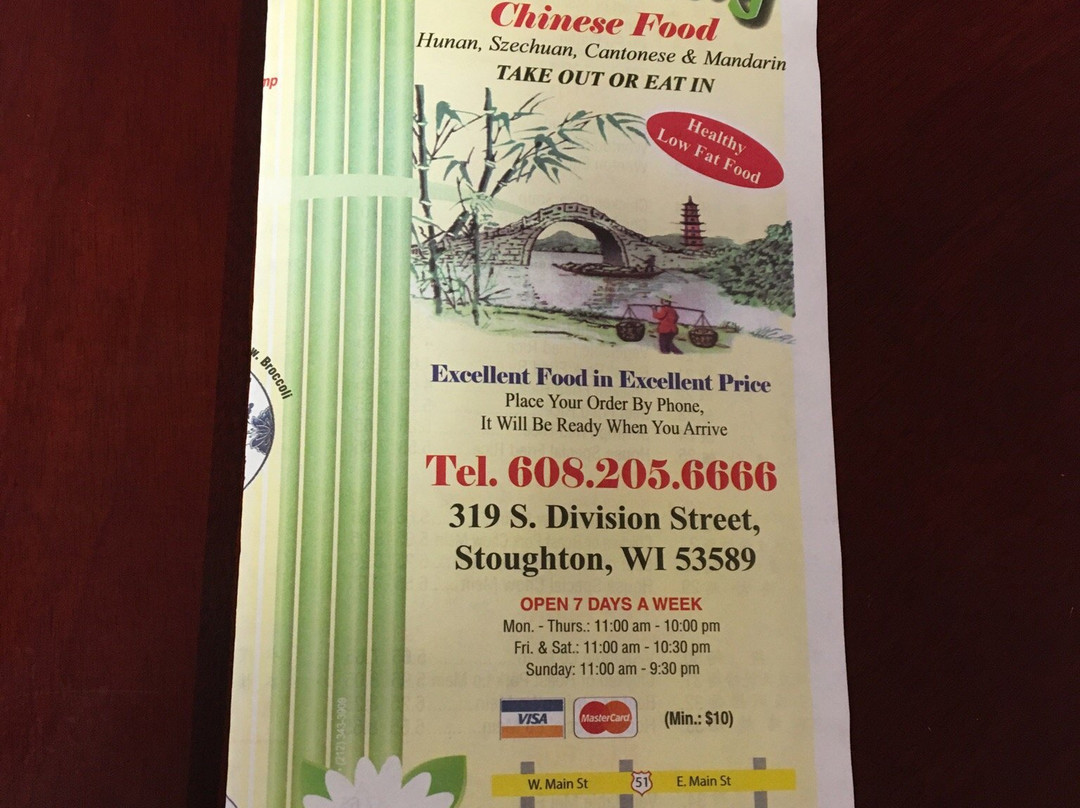 Chinese Food
Hunan, Szechuan, Cantonese & Mandarin
TAKE OUT OR EAT IN
Healthy
Low Fat Food
w. Broccoli
Excellent Food in Excellent Price
Place Your Order By Phone,
It Will Be Ready When You Arrive
Tel. 608.205.6666
319 S. Division Street,
Stoughton, WI 53589
OPEN 7 DAYS A WEEK
Mon. - Thurs.: 11:00 am - 10:00 pm
Fri. & Sat.: 11:00 am - 10:30 pm
Sunday: 11:00 am - 9:30 pm
VISA MasterCard (Min.: $10)
W. Main St 51 E. Main St